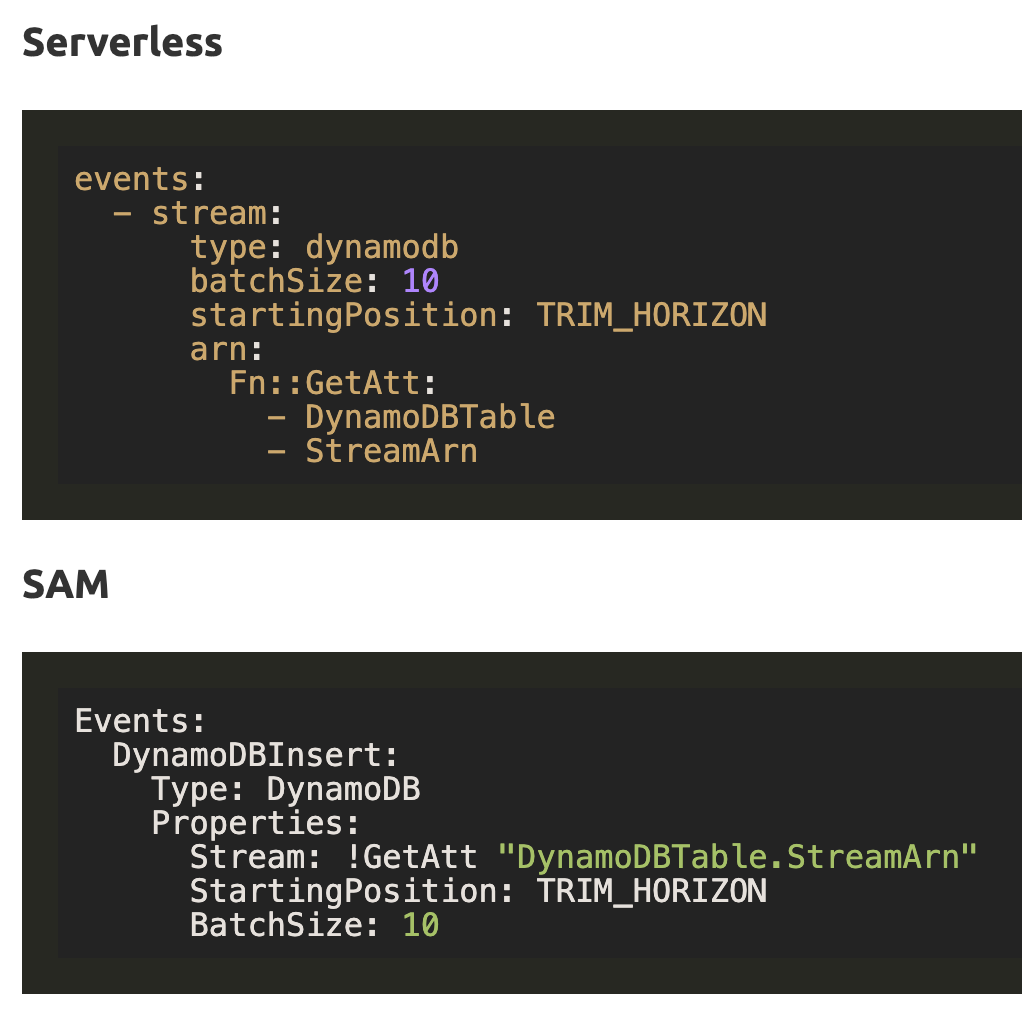 Serverless
events:
  - stream:
      type: dynamodb
      batchSize: 10
      startingPosition: TRIM_HORIZON
      arn:
        Fn::GetAtt:
          - DynamoDBTable
          - StreamArn
SAM
Events:
  DynamoDBInsert:
    Type: DynamoDB
    Properties:
      Stream: !GetAtt "DynamoDBTable.StreamArn"
      StartingPosition: TRIM_HORIZON
      BatchSize: 10